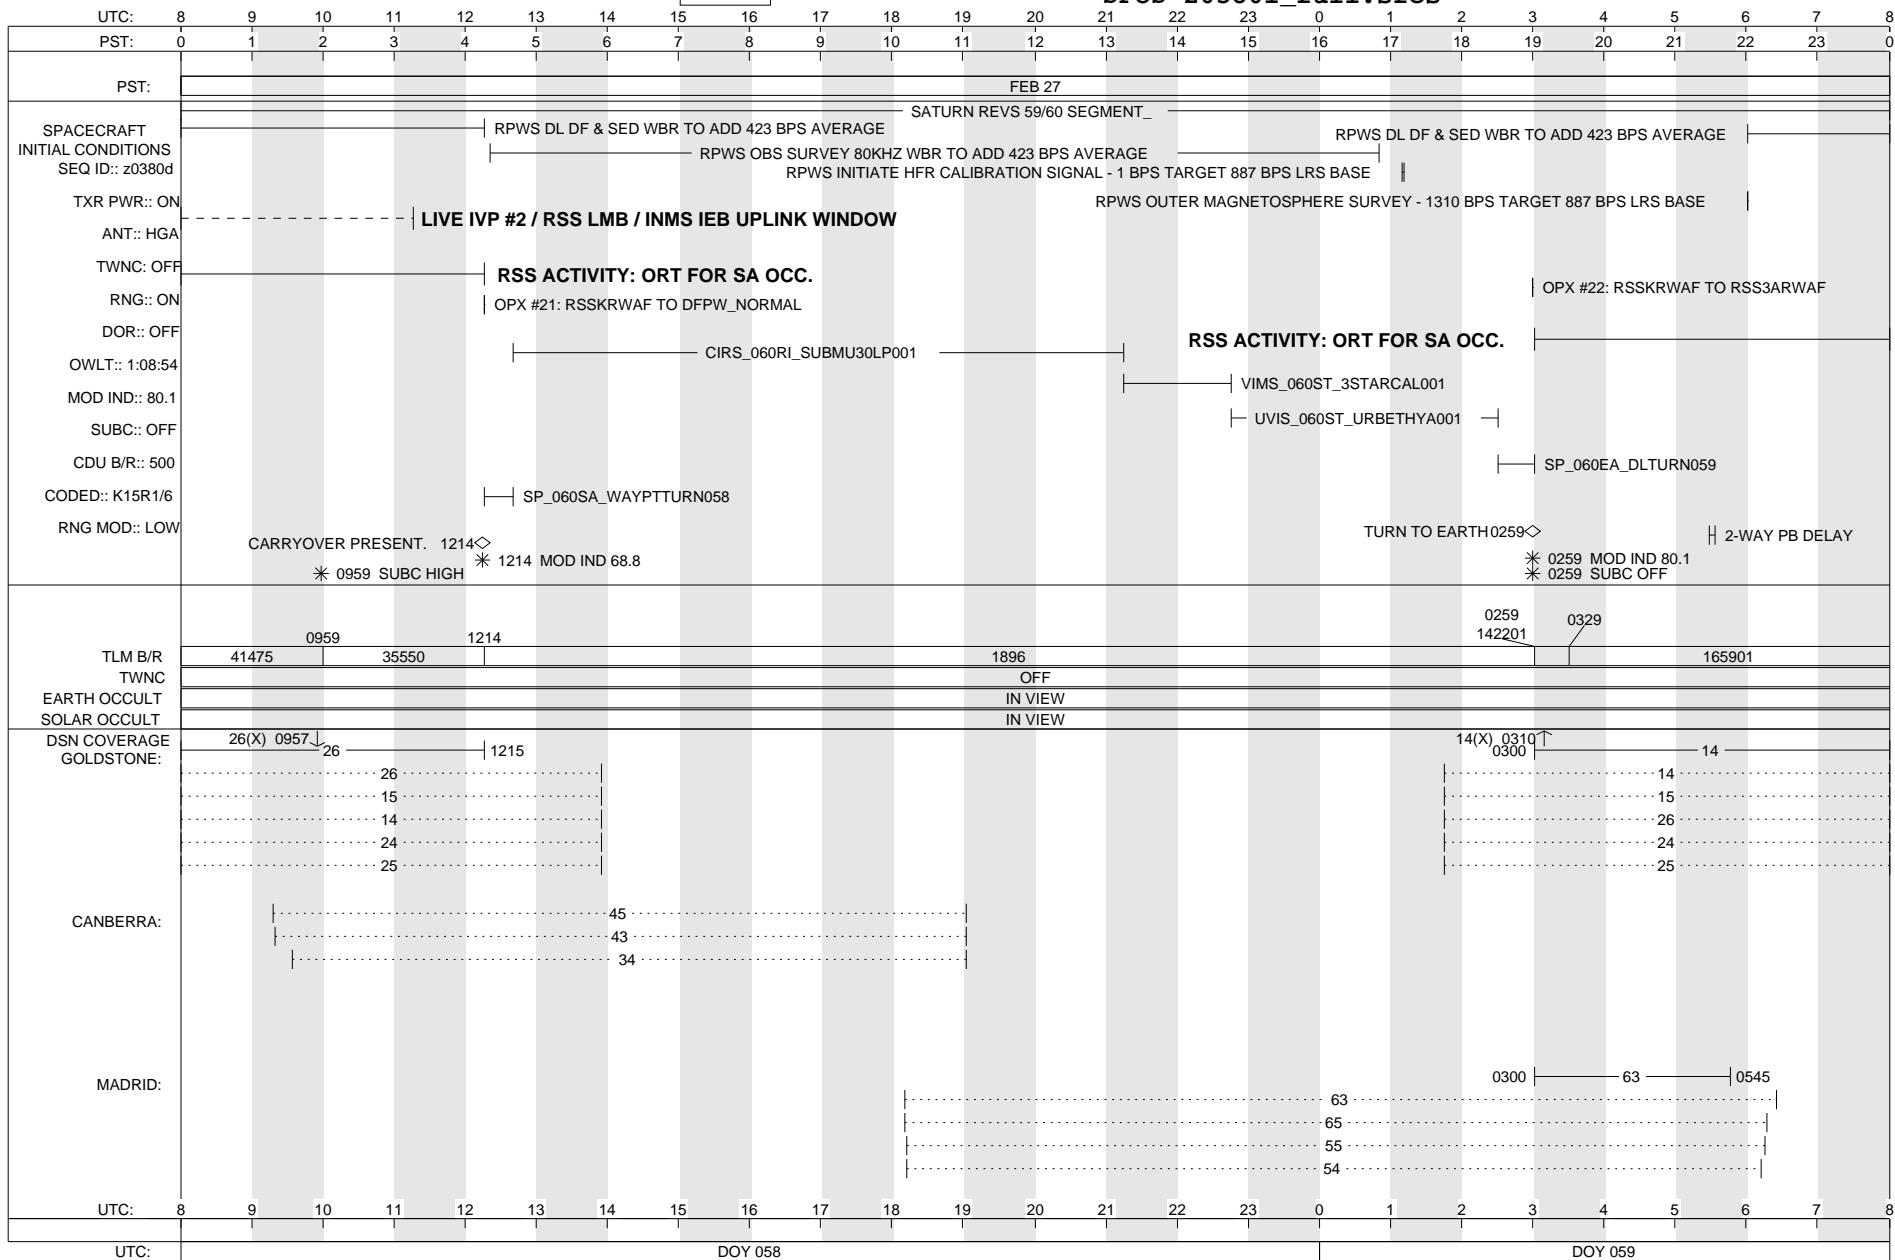 UTC: 8 9 10 11 12 13 14 15 16 17 18 19 20 21 22 23 0 1 2 3 4 5 6 7 8
PST: 0 1 2 3 4 5 6 7 8 9 10 11 12 13 14 15 16 17 18 19 20 21 22 23 0
PST: FEB 27
SATURN REVS 59/60 SEGMENT_
SPACECRAFT
INITIAL CONDITIONS
SEQ ID:: z0380d
RPWS DL DF & SED WBR TO ADD 423 BPS AVERAGE
RPWS DL DF & SED WBR TO ADD 423 BPS AVERAGE
RPWS OBS SURVEY 80KHZ WBR TO ADD 423 BPS AVERAGE
RPWS INITIATE HFR CALIBRATION SIGNAL - 1 BPS TARGET 887 BPS LRS BASE
TXR PWR:: ON
RPWS OUTER MAGNETOSPHERE SURVEY - 1310 BPS TARGET 887 BPS LRS BASE
LIVE IVP #2 / RSS LMB / INMS IEB UPLINK WINDOW
ANT:: HGA
TWNC: OFF
RSS ACTIVITY: ORT FOR SA OCC.
OPX #22: RSSKRWAF TO RSS3ARWAF
RNG:: ON
OPX #21: RSSKRWAF TO DFPW_NORMAL
DOR:: OFF
RSS ACTIVITY: ORT FOR SA OCC.
CIRS_060RI_SUBMU30LP001
OWLT:: 1:08:54
VIMS_060ST_3STARCAL001
MOD IND:: 80.1
UVIS_060ST_URBETHYA001
SUBC:: OFF
CDU B/R:: 500
SP_060EA_DLTURN059
CODED:: K15R1/6
SP_060SA_WAYPTTURN058
RNG MOD:: LOW
TURN TO EARTH 0259
2-WAY PB DELAY
CARRYOVER PRESENT. 1214
1214 MOD IND 68.8
0259 MOD IND 80.1
0959 SUBC HIGH
0259 SUBC OFF
0259
0329
0959 1214 142201
TLM B/R 41475 35550 1896 165901
TWNC OFF
EARTH OCCULT IN VIEW
SOLAR OCCULT IN VIEW
DSN COVERAGE
26(X) 0957
14(X) 0310
GOLDSTONE:
26 1215
0300 14
26 14
15 15
14 26
24 24
25 25
CANBERRA:
45
43
34
MADRID:
0300 63 0545
63
65
55
54
UTC: 8 9 10 11 12 13 14 15 16 17 18 19 20 21 22 23 0 1 2 3 4 5 6 7 8
UTC: DOY 058 DOY 059